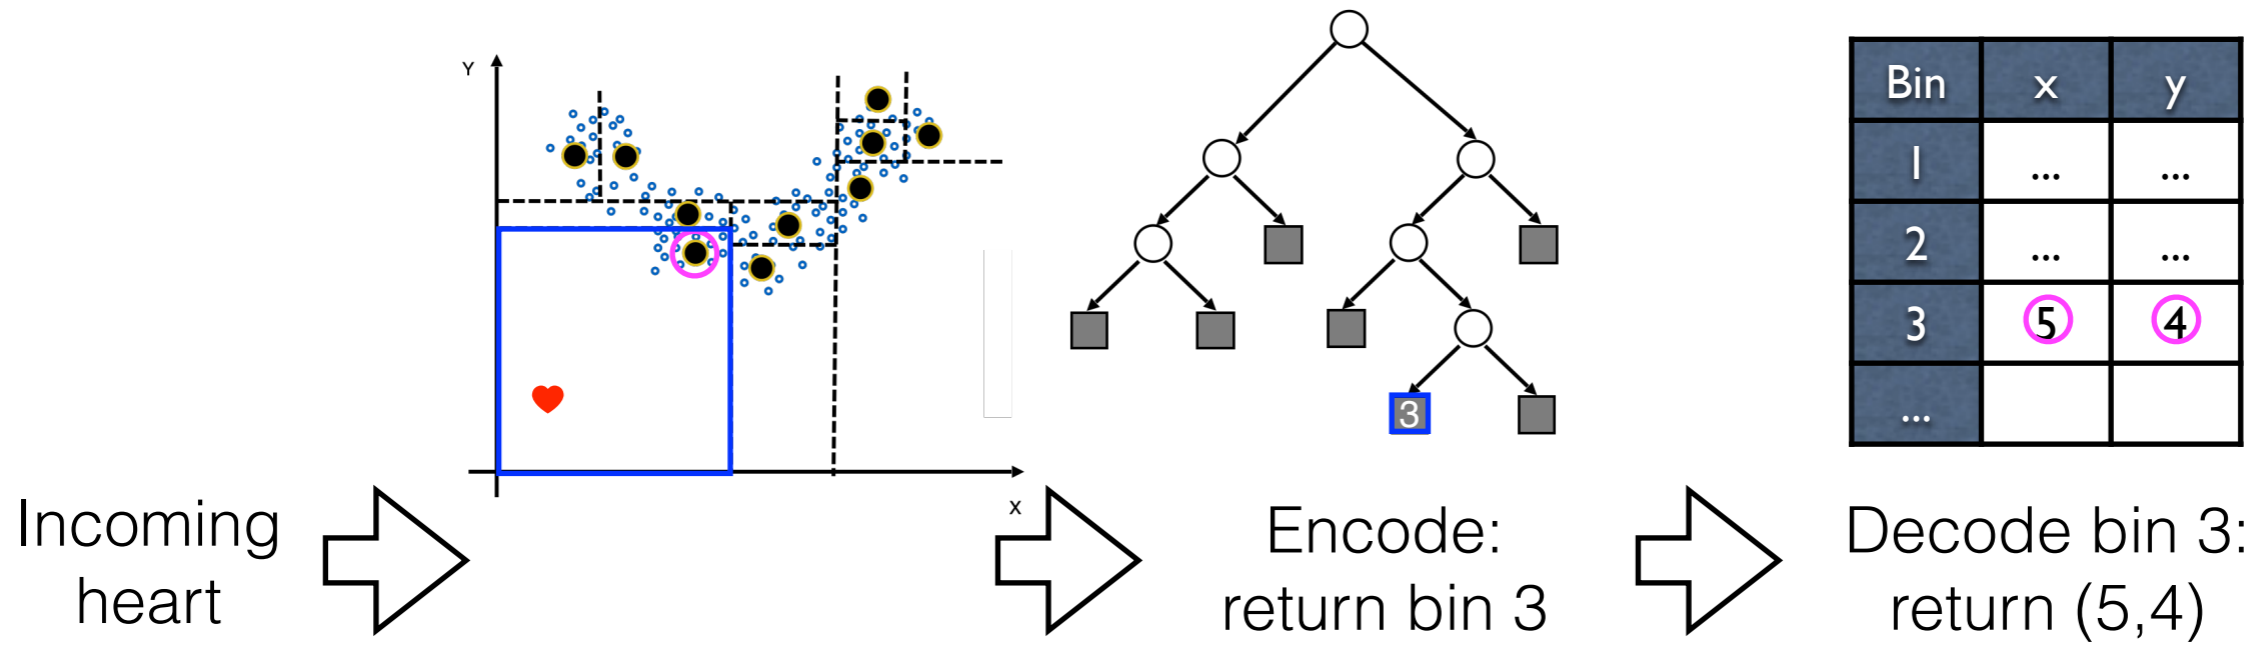 Y
X
Incoming
heart
3
Encode:
return bin 3
Bin x y
1 ... ...
2 ... ...
3 5 4
...
Decode bin 3:
return (5,4)